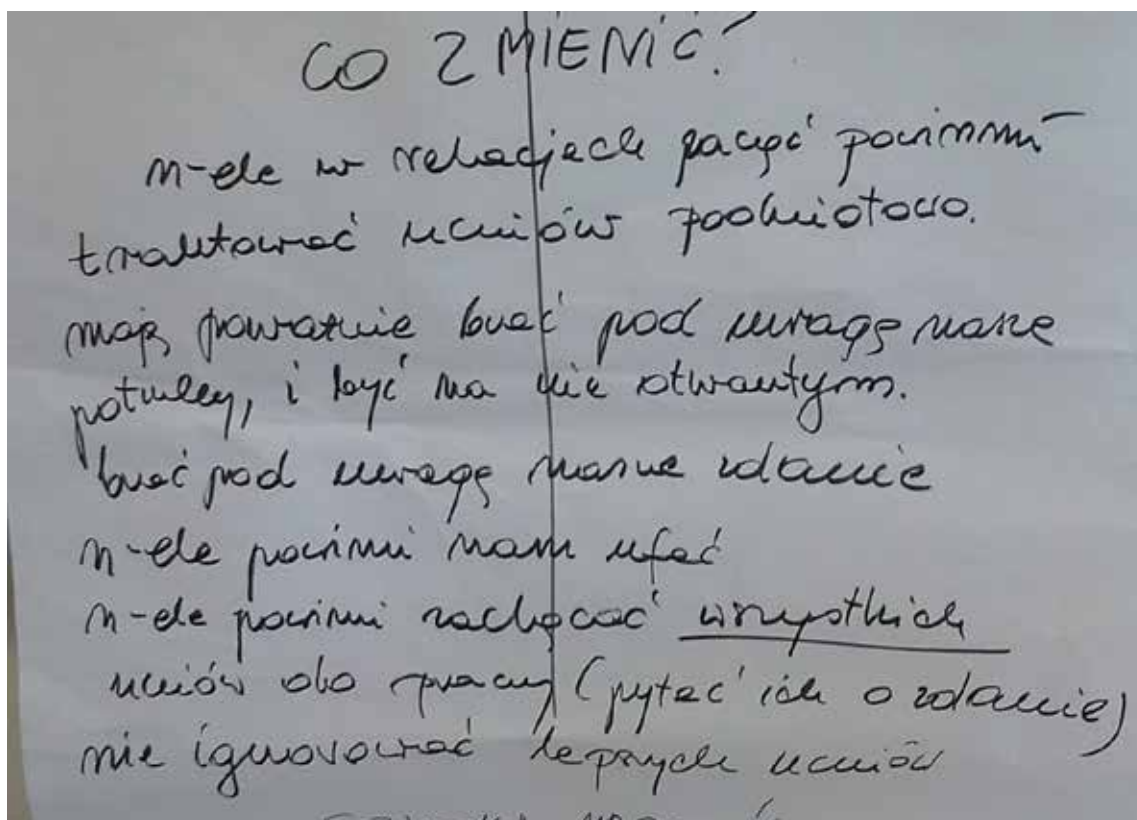 CO ZMIENIĆ?
n-ele w relacjach zacząć powinni
traktować uczniów podmiotowo.
mają poważnie brać pod uwagę nasze
potrzeby, i być na nie otwartym.
brać pod uwagę nasze zdanie
n-ele powinni nam ufać
n-ele powinni zachęcać wszystkich
uczniów do pracy (pytać ich o zdanie)
nie ignorować lepszych uczniów